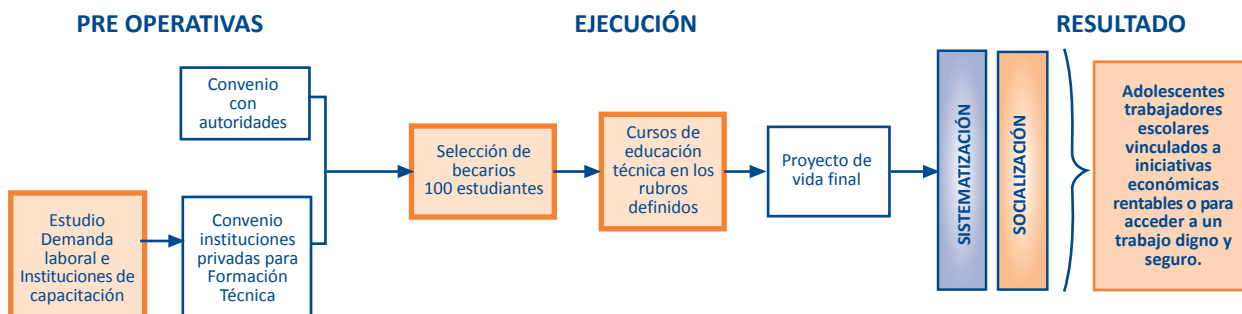 PRE OPERATIVAS
EJECUCIÓN
RESULTADO
Convenio
con
autoridades
Estudio
Demanda
laboral e
Instituciones de
capacitación
Convenio
instituciones
privadas para
Formación
Técnica
Selección de
becarios
100 estudiantes
Cursos de
educación
técnica en los
rubros
definidos
Proyecto de
vida final
SISTEMATIZACIÓN
SOCIALIZACIÓN
Adolescentes
trabajadores
escolares
vinculados a
iniciativas
económicas
rentables o para
acceder a un
trabajo digno y
seguro.